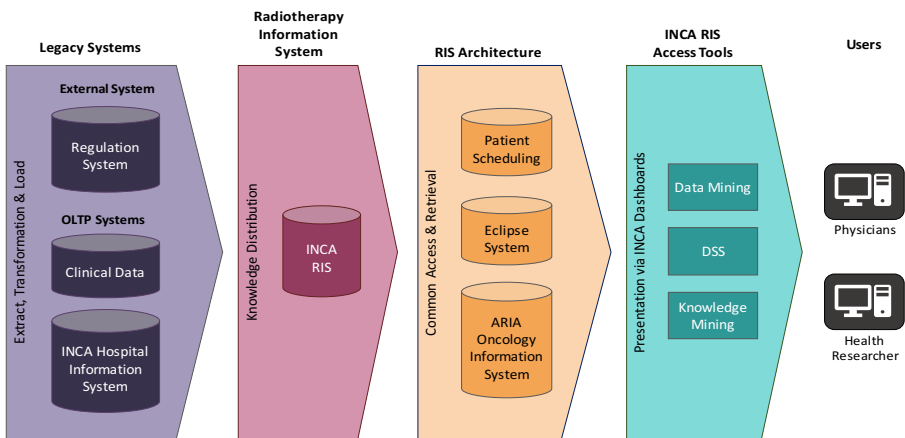 Legacy Systems
Extract, Transformation & Load
External System
Regulation
System
OLTP Systems
Clinical Data
INCA Hospital
Information
System
Radiotherapy
Information
System
Knowledge Distribution
INCA
RIS
RIS Architecture
Common Access & Retrieval
Patient
Scheduling
Eclipse
System
ARIA
Oncology
Information
System
INCA RIS
Access Tools
Presentation via INCA Dashboards
Data Mining
DSS
Knowledge
Mining
Users
Physicians
Health
Researcher